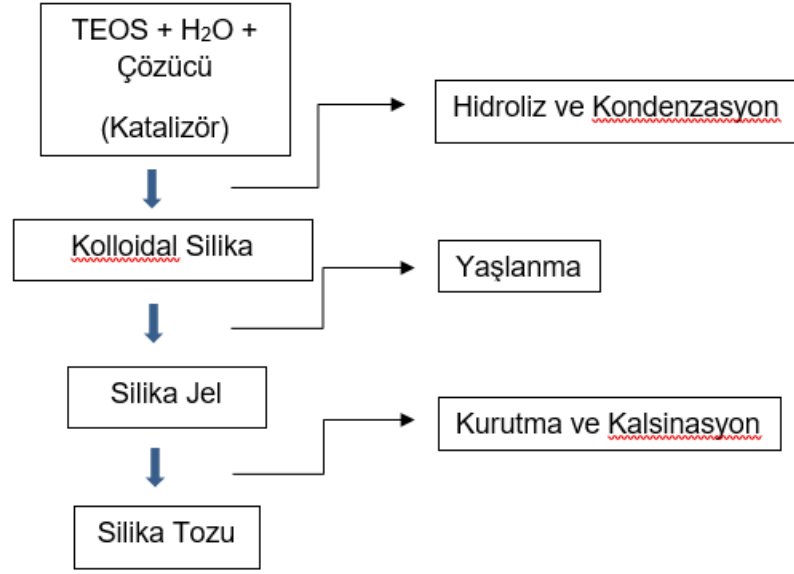 TEOS + H₂O +
Çözücü
(Katalizör)
Hidroliz ve Kondenzasyon
Kolloidal Silika
Yaşlanma
Silika Jel
Kurutma ve Kalsinasyon
Silika Tozu